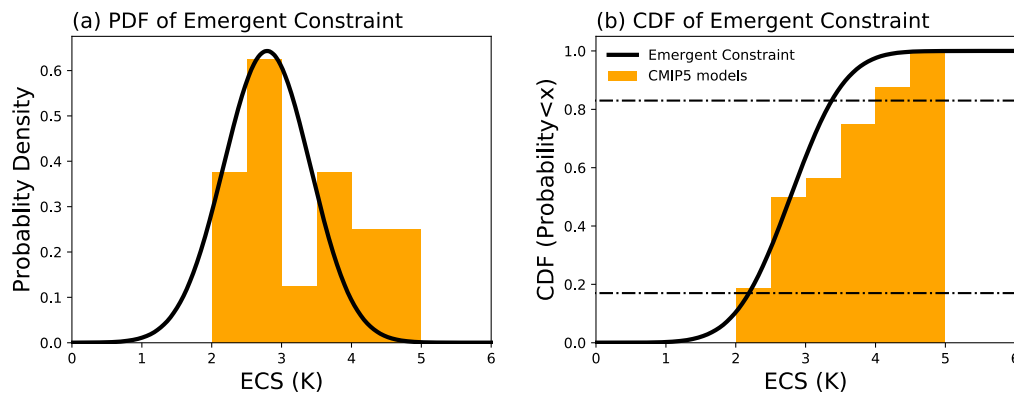 (a) PDF of Emergent Constraint
Probablity Density
0.6
0.5
0.4
0.3
0.2
0.1
0.0
0 1 2 3 4 5 6
ECS (K)
(b) CDF of Emergent Constraint
CDF (Probability<x)
1.0
0.8
0.6
0.4
0.2
0.0
Emergent Constraint
CMIP5 models
0 1 2 3 4 5 6
ECS (K)